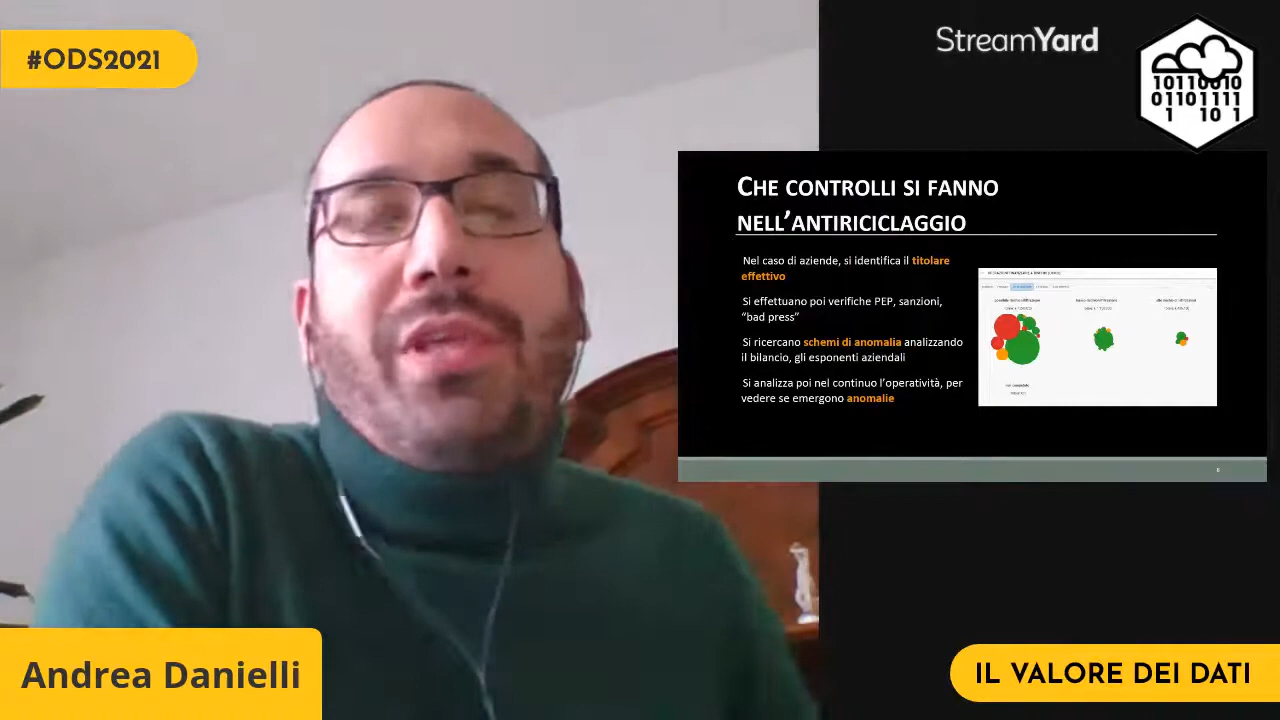 #ODS2021
StreamYard
10110010
01101111
1 10 1
CHE CONTROLLI SI FANNO
NELL'ANTIRICICLAGGIO
Nel caso di aziende, si identifica il titolare
effettivo
Si effettuano poi verifiche PEP, sanzioni,
"bad press"
Si ricercano schemi di anomalia analizzando
il bilancio, gli esponenti aziendali
Si analizza poi nel continuo l'operatività, per
vedere se emergono anomalie
8
Andrea Danielli
IL VALORE DEI DATI